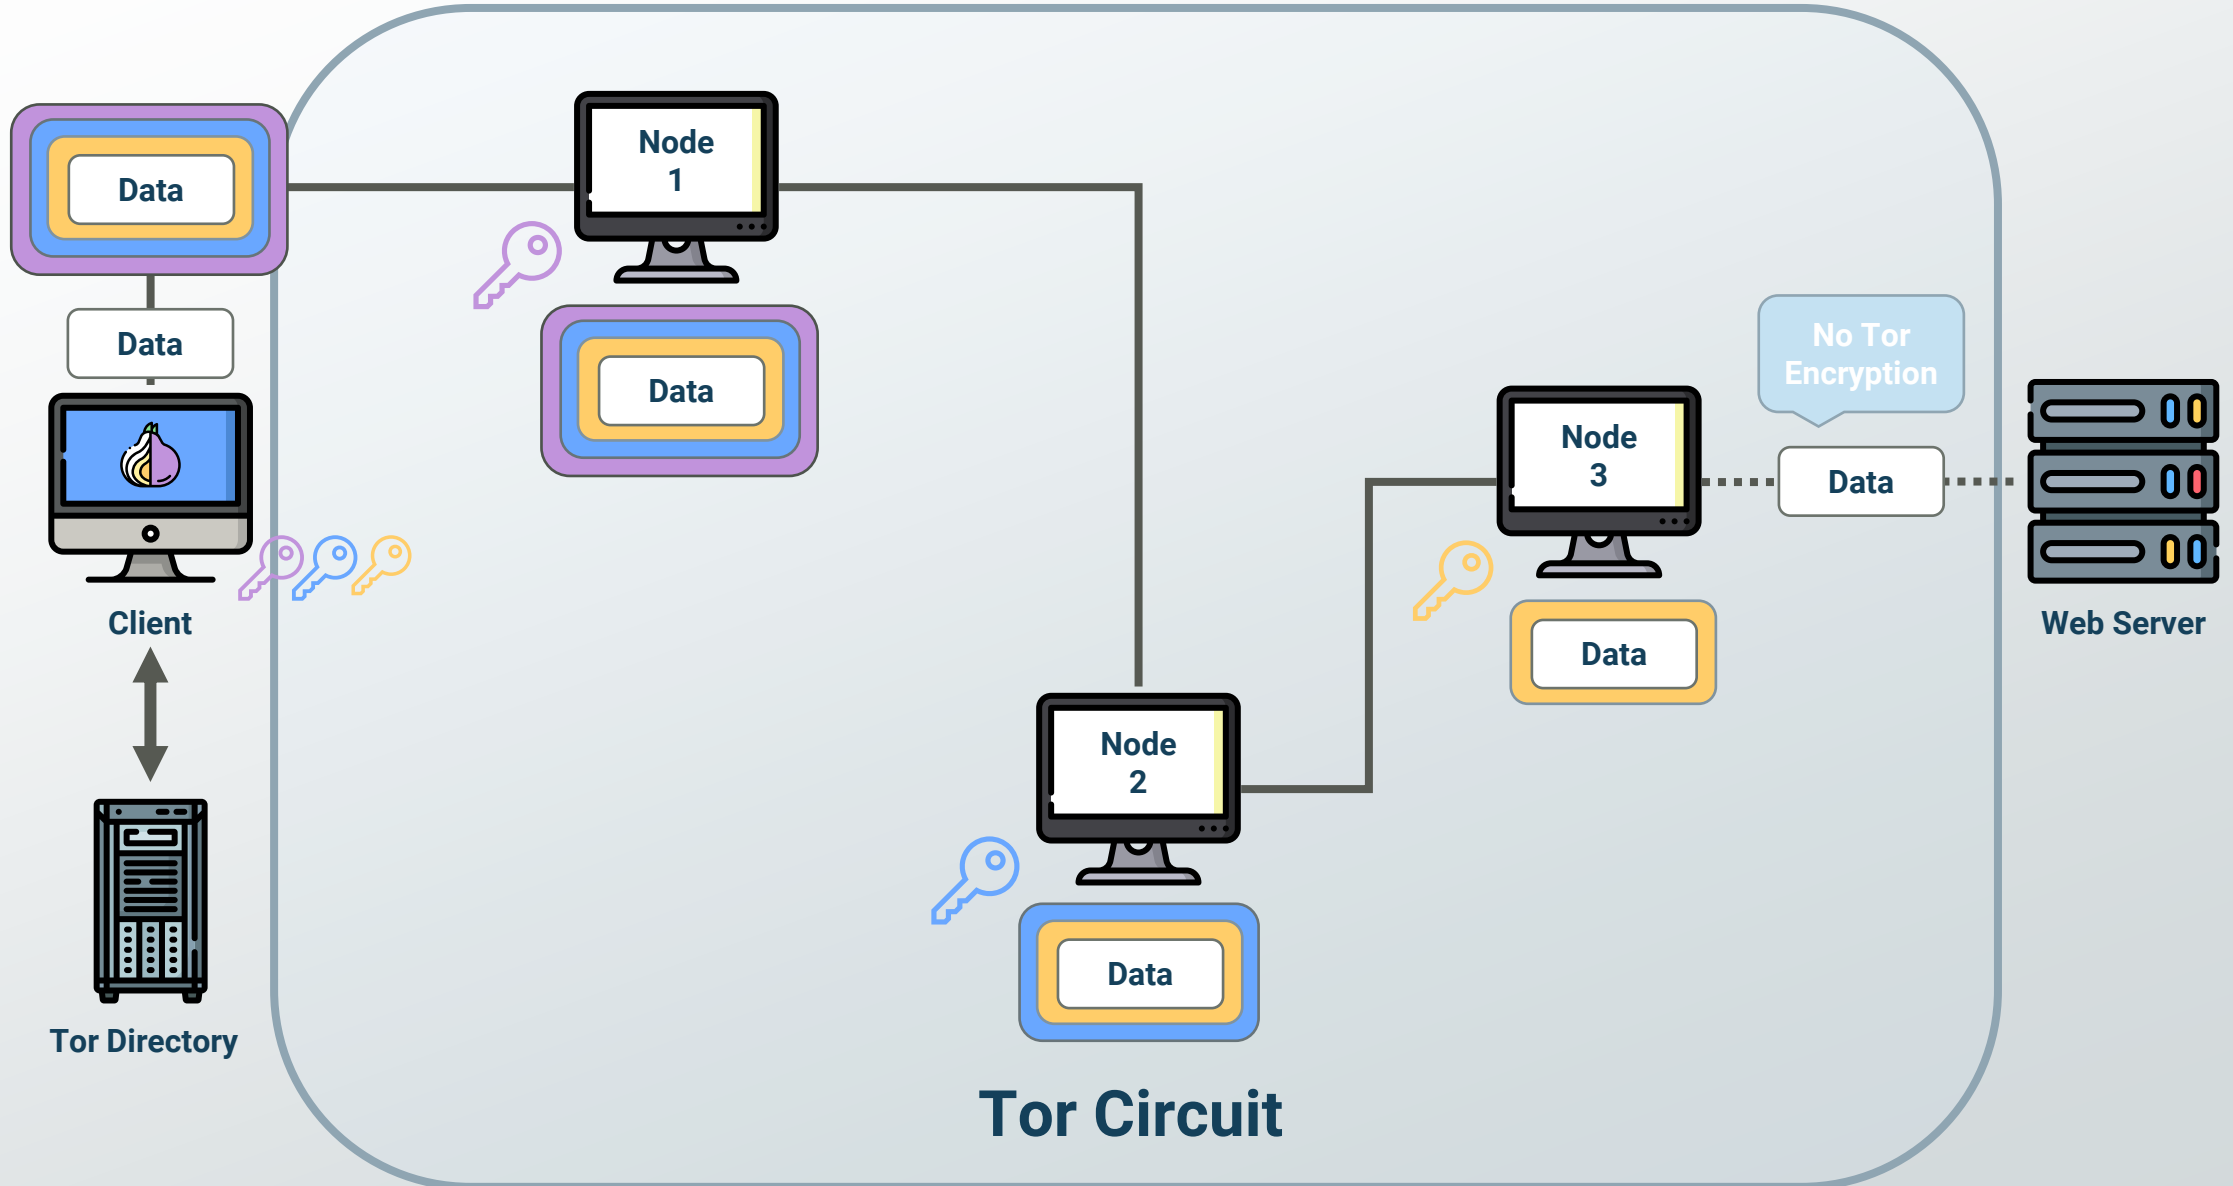 Data
Data
Client
Tor Directory
Node
1
Data
Node
2
Data
Node
3
Data
No Tor
Encryption
Data
Web Server
Tor Circuit